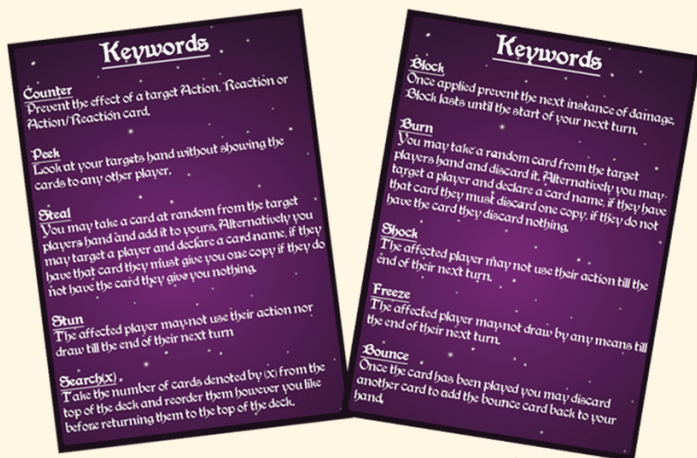 Keywords
Counter
Prevent the effect of a target Action, Reaction or
Action/Reaction card.
Peek
Look at your targets hand without showing the
cards to any other player.
Steal
You may take a card at random from the target
players hand and add it to yours. Alternatively you
may target a player and declare a card name, if they
have that card they must give you one copy if they do
not have the card they give you nothing.
Stun
The affected player may not use their action nor
draw till the end of their next turn
Search(x)
Take the number of cards denoted by (x) from the
top of the deck and reorder them however you like
before returning them to the top of the deck.
Keywords
Block
Once applied prevent the next instance of damage.
Block lasts until the start of your next turn.
Burn
You may take a random card from the target
players hand and discard it. Alternatively you may
target a player and declare a card name, if they have
that card they must discard one copy, if they do not
have the card they discard nothing.
Shock
The affected player may not use their action till the
end of their next turn.
Freeze
The affected player may not draw by any means till
the end of their next turn.
Bounce
Once the card has been played you may discard
another card to add the bounce card back to your
hand.